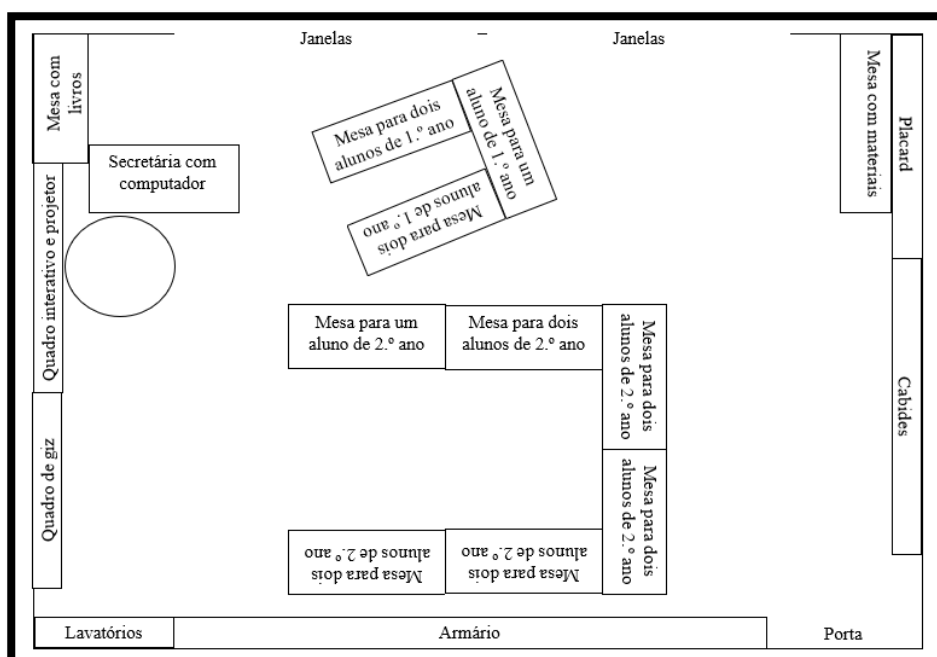 Janelas
Janelas
Mesa com
livros
Mesa para dois
alunos de 1.º ano
Mesa para um
aluno de 1.º ano
Mesa com materiais
Placard
Secretária com
computador
Mesa para dois
alunos de 1.º ano
Quadro interativo e projetor
Mesa para um
aluno de 2.º ano
Mesa para dois
alunos de 2.º ano
Mesa para dois
alunos de 2.º ano
Cabides
Quadro de giz
Mesa para dois
alunos de 2.º ano
Mesa para dois
alunos de 2.º ano
Mesa para dois
alunos de 2.º ano
Lavatórios
Armário
Porta